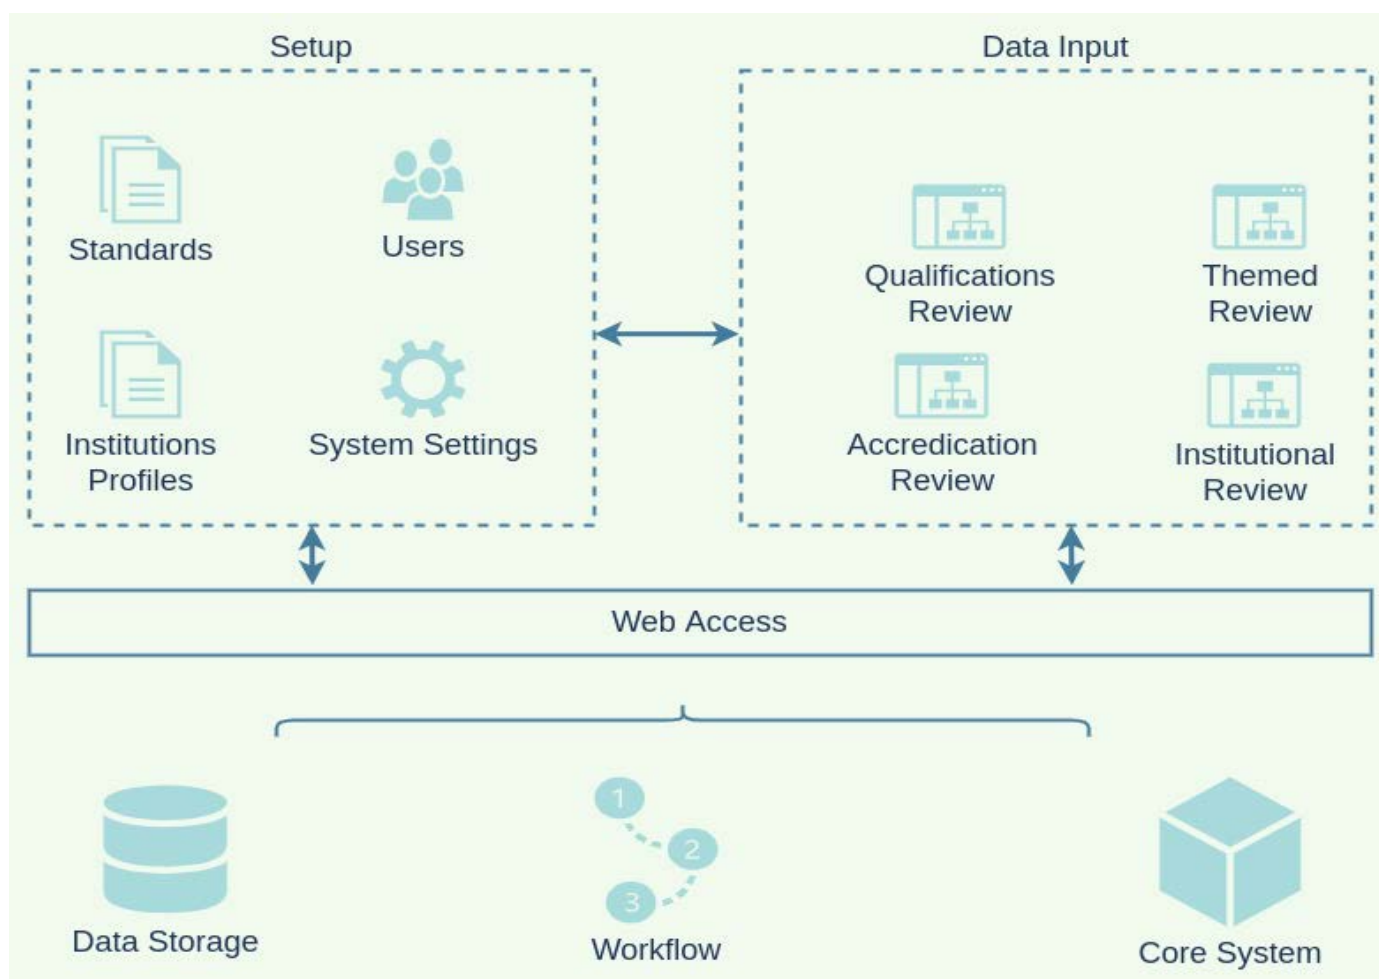 Setup
Data Input
Standards
Users
Institutions
Profiles
System Settings
Qualifications
Review
Themed
Review
Accredication
Review
Institutional
Review
Web Access
1
2
3
Data Storage
Workflow
Core System